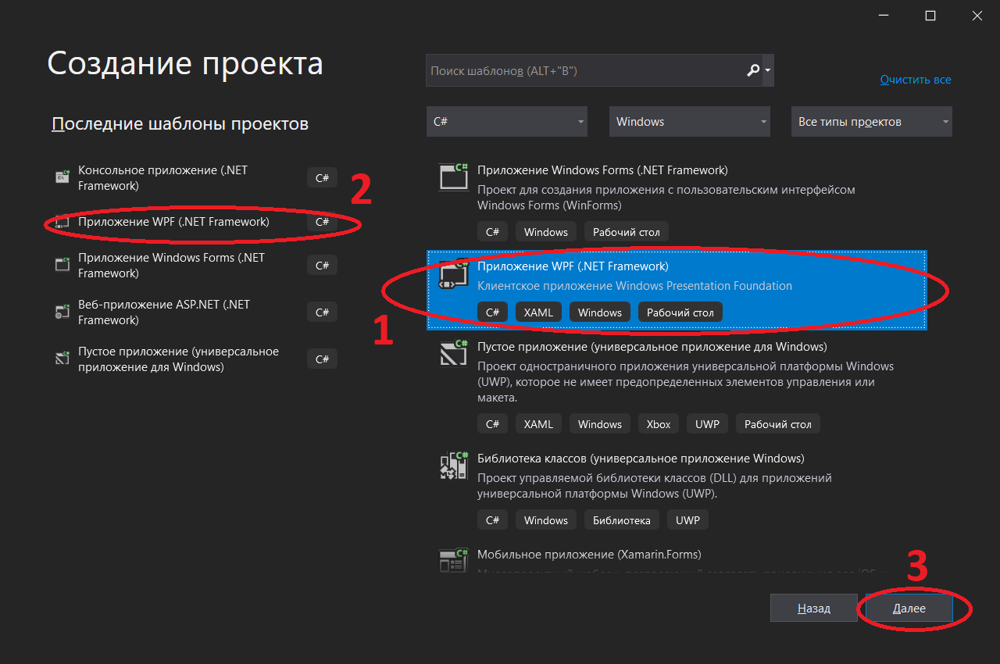 Создание проекта
Поиск шаблонов (ALT+"В")
Очистить все
Последние шаблоны проектов
C#
Windows
Все типы проектов
Консольное приложение (.NET
Framework)
C#
2
Приложение WPF (.NET Framework)
C#
Приложение Windows Forms (.NET
Framework)
C#
Веб-приложение ASP.NET (.NET
Framework)
C#
Пустое приложение (универсальное
приложение для Windows)
C#
Приложение Windows Forms (.NET Framework)
Проект для создания приложения с пользовательским интерфейсом
Windows Forms (WinForms)
C# Windows Рабочий стол
Приложение WPF (.NET Framework)
Клиентское приложение Windows Presentation Foundation
C# XAML Windows Рабочий стол
1
Пустое приложение (универсальное приложение для Windows)
Проект одностраничного приложения универсальной платформы Windows
(UWP), которое не имеет предопределенных элементов управления или
макета.
C# XAML Windows Xbox UWP Рабочий стол
Библиотека классов (универсальное приложение Windows)
Проект управляемой библиотеки классов (DLL) для приложений
универсальной платформы Windows (UWP).
C# Windows Библиотека UWP
Мобильное приложение (Xamarin.Forms)
3
Назад
Далее